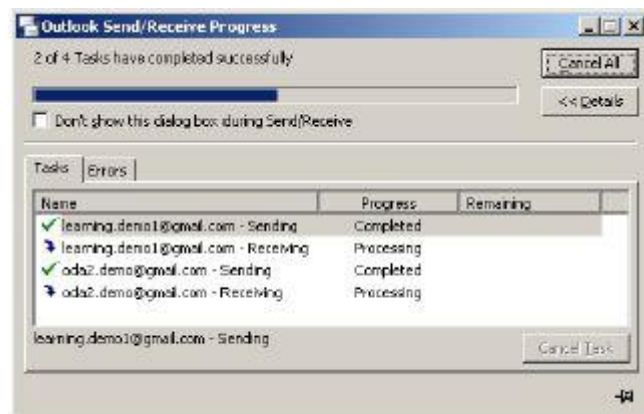 Outlook Send/Receive Progress
2 of 4 Tasks have completed successfully
Cancel All
<< Details
Don't show this dialog box during Send/Receive
Tasks Errors
Name Progress Remaining
learning.demo1@gmail.com - Sending Completed
learning.demo1@gmail.com - Receiving Processing
oda2.demo@gmail.com - Sending Completed
oda2.demo@gmail.com - Receiving Processing
learning.demo1@gmail.com - Sending
Cancel Task